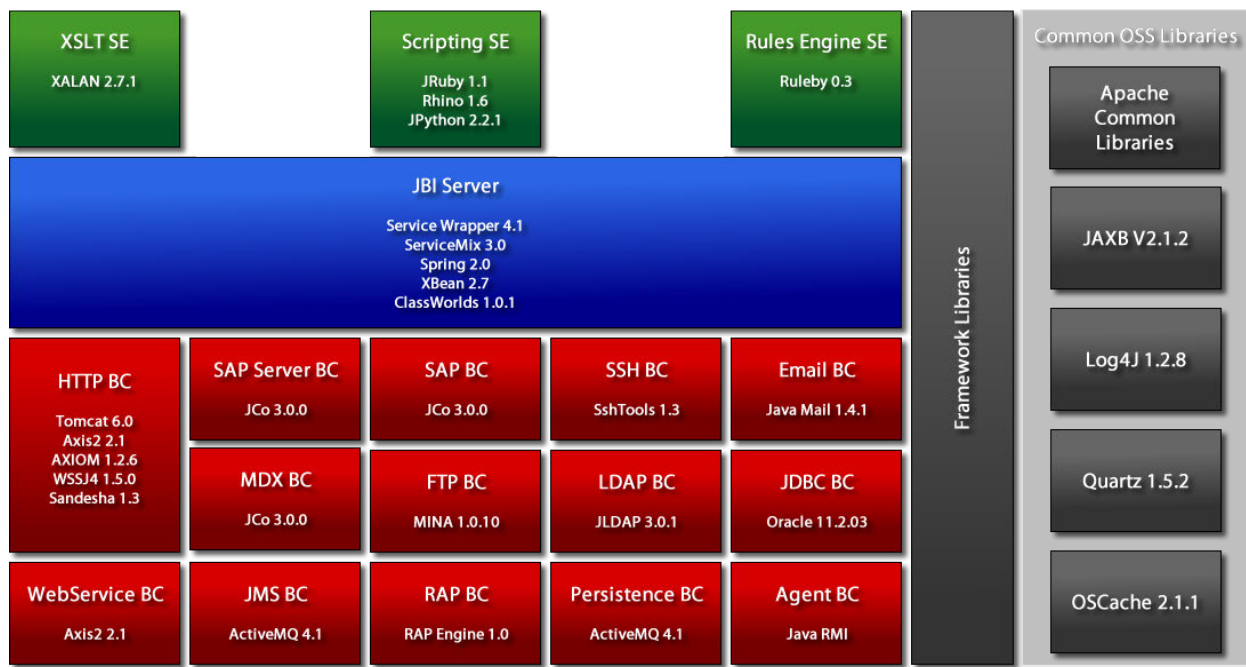 XSLT SE
XALAN 2.7.1
Scripting SE
JRuby 1.1
Rhino 1.6
JPython 2.2.1
Rules Engine SE
Ruleby 0.3
JBI Server
Service Wrapper 4.1
ServiceMix 3.0
Spring 2.0
XBean 2.7
ClassWorlds 1.0.1
HTTP BC
Tomcat 6.0
Axis2 2.1
AXIOM 1.2.6
WSSJ4 1.5.0
Sandesha 1.3
SAP Server BC
JCo 3.0.0
SAP BC
JCo 3.0.0
SSH BC
SshTools 1.3
Email BC
Java Mail 1.4.1
MDX BC
JCo 3.0.0
FTP BC
MINA 1.0.10
LDAP BC
JLDAP 3.0.1
JDBC BC
Oracle 11.2.03
WebService BC
Axis2 2.1
JMS BC
ActiveMQ 4.1
RAP BC
RAP Engine 1.0
Persistence BC
ActiveMQ 4.1
Agent BC
Java RMI
Framework Libraries
Common OSS Libraries
Apache
Common
Libraries
JAXB V2.1.2
Log4J 1.2.8
Quartz 1.5.2
OSCache 2.1.1